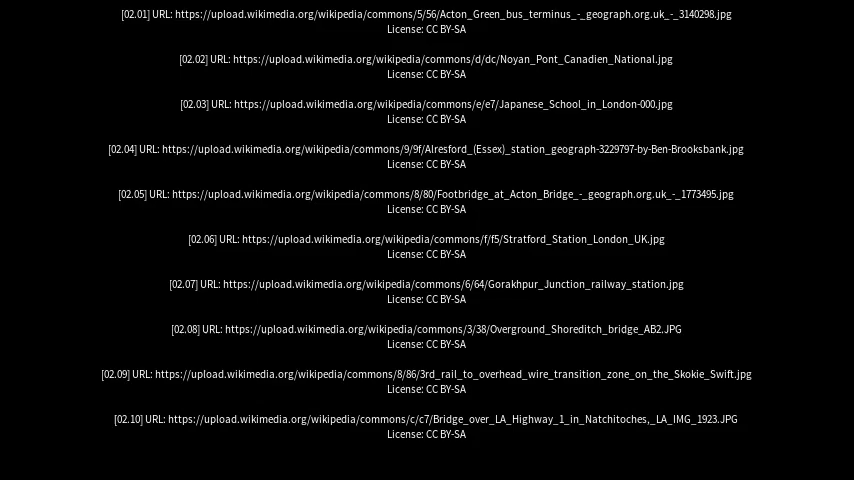 [02.01] URL: https://upload.wikimedia.org/wikipedia/commons/5/56/Acton_Green_bus_terminus_-_geograph.org.uk_-_3140298.jpg
License: CC BY-SA
[02.02] URL: https://upload.wikimedia.org/wikipedia/commons/d/dc/Noyan_Pont_Canadien_National.jpg
License: CC BY-SA
[02.03] URL: https://upload.wikimedia.org/wikipedia/commons/e/e7/Japanese_School_in_London-000.jpg
License: CC BY-SA
[02.04] URL: https://upload.wikimedia.org/wikipedia/commons/9/9f/Alresford_(Essex)_station_geograph-3229797-by-Ben-Brooksbank.jpg
License: CC BY-SA
[02.05] URL: https://upload.wikimedia.org/wikipedia/commons/8/80/Footbridge_at_Acton_Bridge_-_geograph.org.uk_-_1773495.jpg
License: CC BY-SA
[02.06] URL: https://upload.wikimedia.org/wikipedia/commons/f/f5/Stratford_Station_London_UK.jpg
License: CC BY-SA
[02.07] URL: https://upload.wikimedia.org/wikipedia/commons/6/64/Gorakhpur_Junction_railway_station.jpg
License: CC BY-SA
[02.08] URL: https://upload.wikimedia.org/wikipedia/commons/3/38/Overground_Shoreditch_bridge_AB2.JPG
License: CC BY-SA
[02.09] URL: https://upload.wikimedia.org/wikipedia/commons/8/86/3rd_rail_to_overhead_wire_transition_zone_on_the_Skokie_Swift.jpg
License: CC BY-SA
[02.10] URL: https://upload.wikimedia.org/wikipedia/commons/c/c7/Bridge_over_LA_Highway_1_in_Natchitoches,_LA_IMG_1923.JPG
License: CC BY-SA